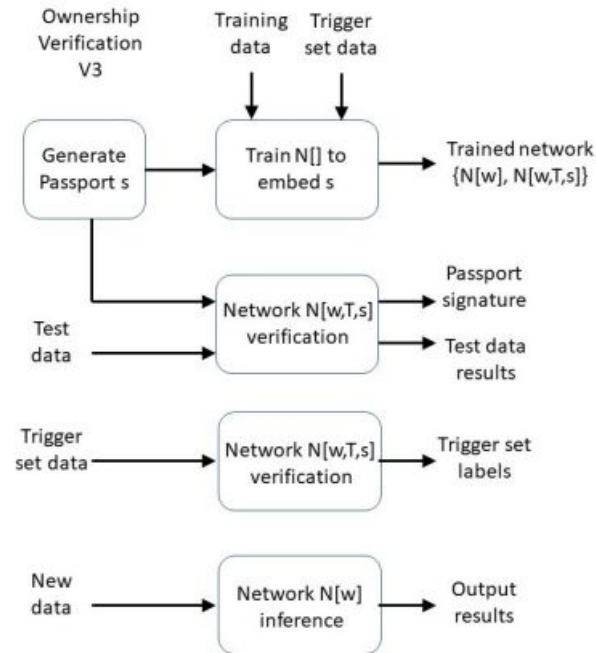 Ownership
Verification
V3
Training
data
Trigger
set data
Generate
Passport s
Train N[] to
embed s
Trained network
{N[w], N[w,T,s]}
Test
data
Network N[w,T,s]
verification
Passport
signature
Test data
results
Trigger
set data
Network N[w,T,s]
verification
Trigger set
labels
New
data
Network N[w]
inference
Output
results